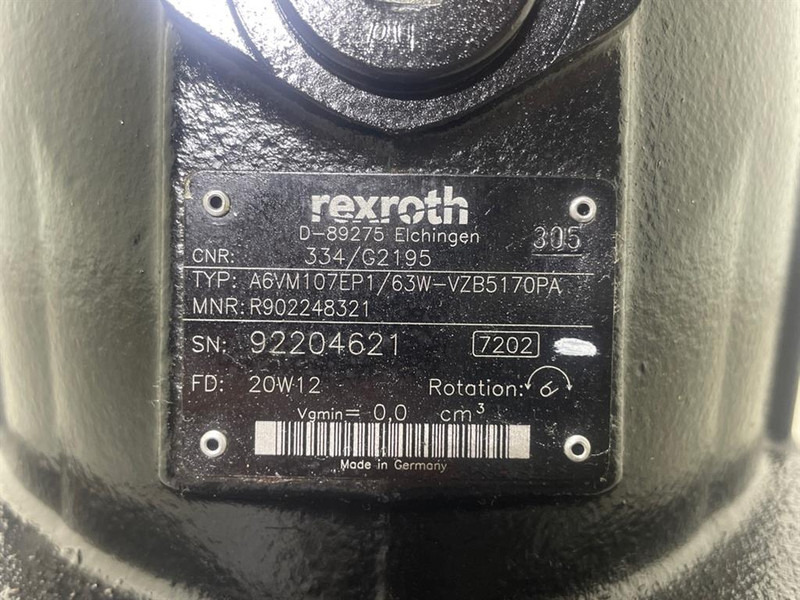 rexroth
D-89275 Elchingen
305
CNR: 334/G2195
TYP: A6VM107EP1/63W-VZB5170PA
MNR: R902248321
SN: 92204621 7202
FD: 20W12 Rotation:
Vgmin= 0,0 cm³
Made in Germany